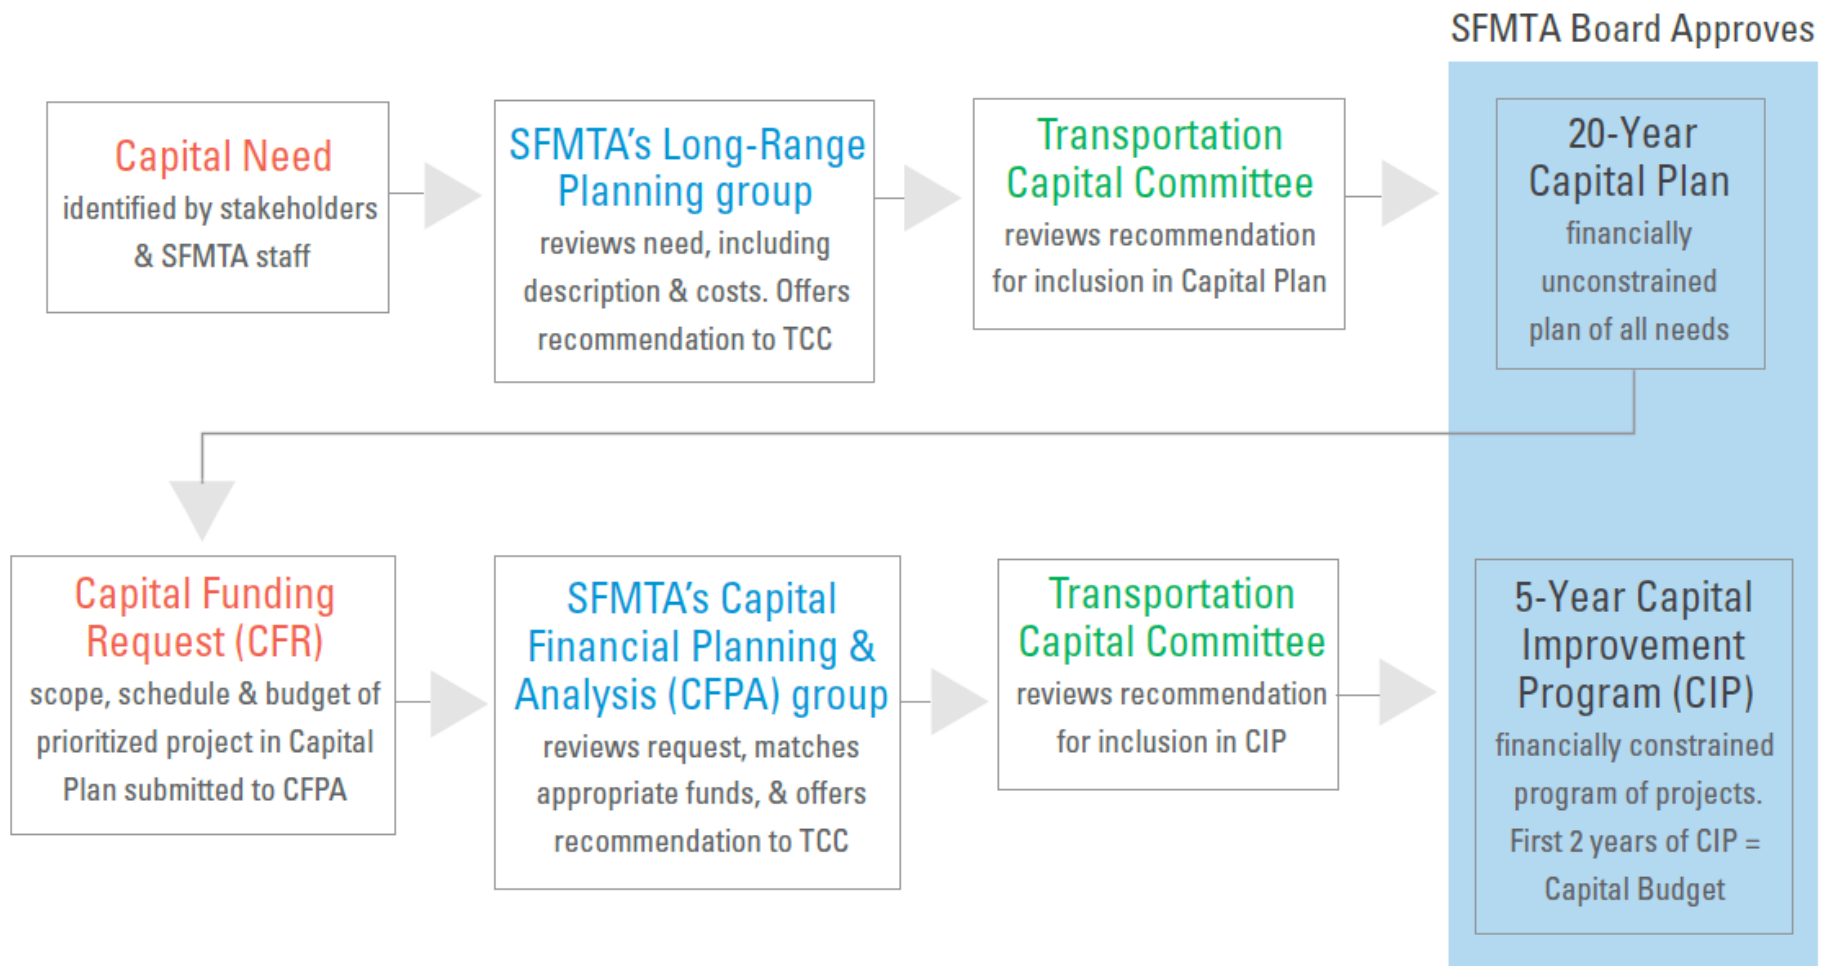 SFMTA Board Approves
Capital Need
identified by stakeholders
& SFMTA staff
SFMTA's Long-Range
Planning group
reviews need, including
description & costs. Offers
recommendation to TCC
Transportation
Capital Committee
reviews recommendation
for inclusion in Capital Plan
20-Year
Capital Plan
financially
unconstrained
plan of all needs
Capital Funding
Request (CFR)
scope, schedule & budget of
prioritized project in Capital
Plan submitted to CFPA
SFMTA's Capital
Financial Planning &
Analysis (CFPA) group
reviews request, matches
appropriate funds, & offers
recommendation to TCC
Transportation
Capital Committee
reviews recommendation
for inclusion in CIP
5-Year Capital
Improvement
Program (CIP)
financially constrained
program of projects.
First 2 years of CIP =
Capital Budget